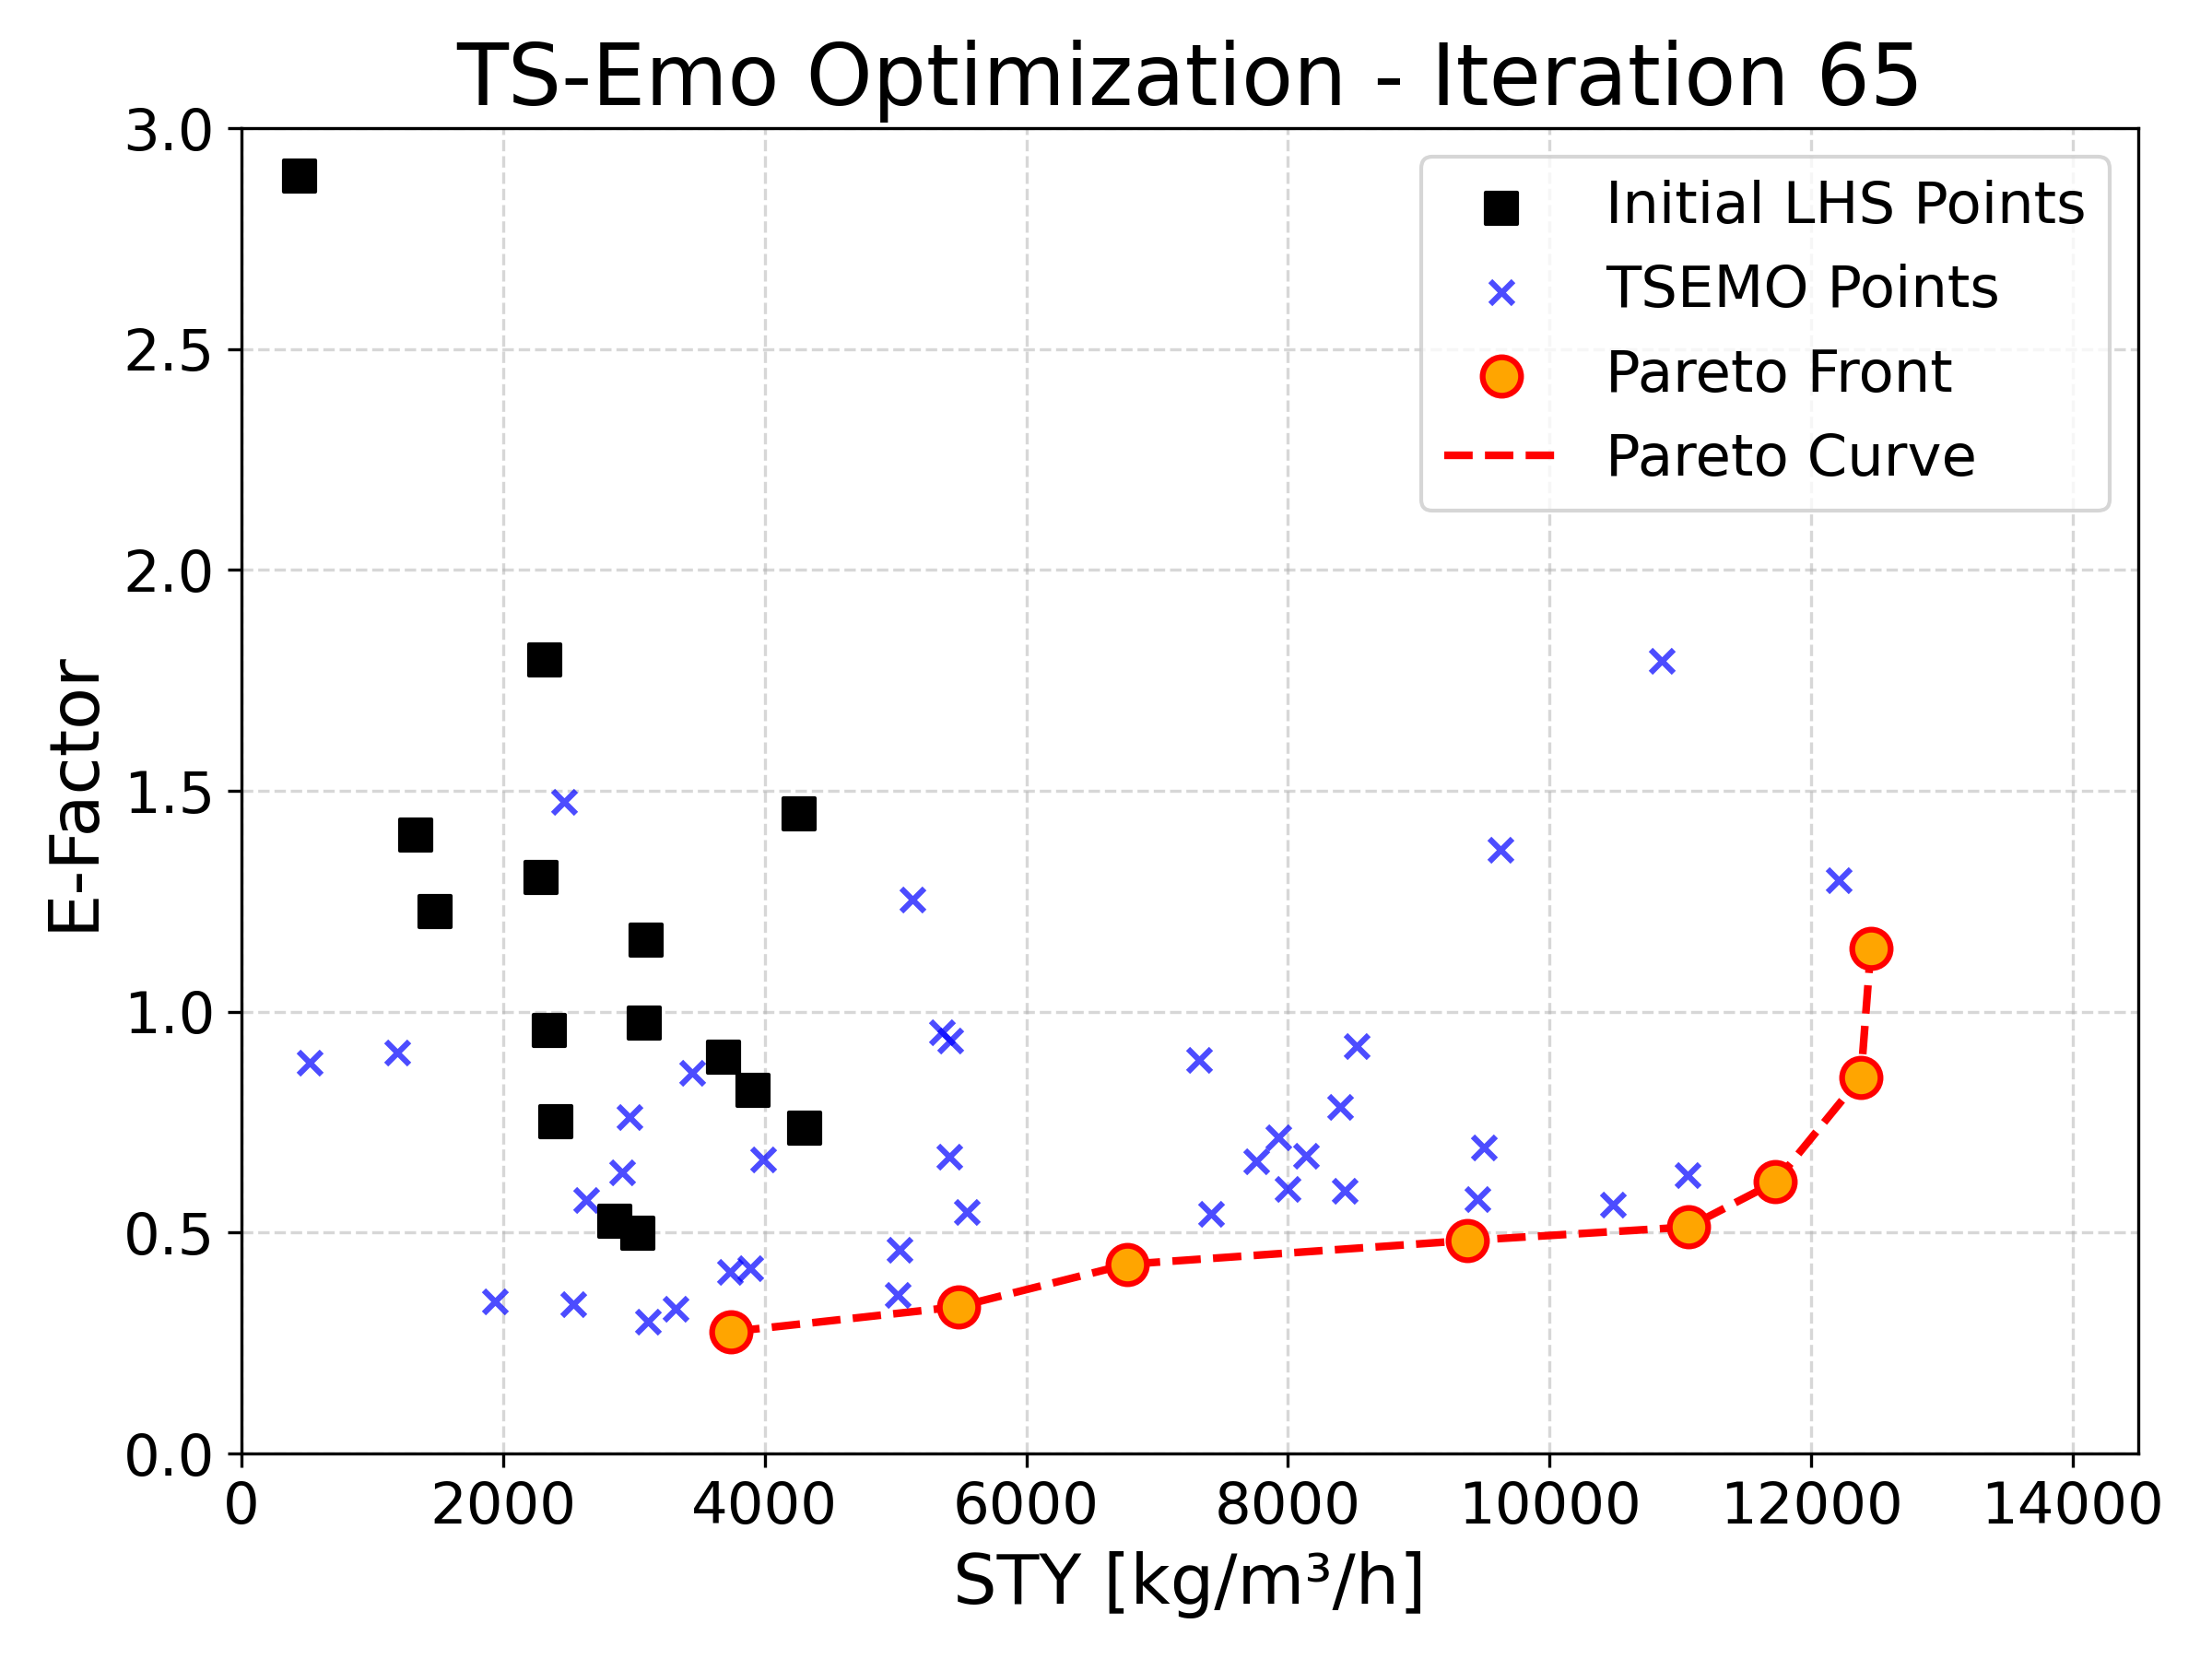 TS-Emo Optimization - Iteration 65
3.0
2.5
2.0
1.5
1.0
0.5
0.0
E-Factor
Initial LHS Points
TSEMO Points
Pareto Front
Pareto Curve
0 2000 4000 6000 8000 10000 12000 14000
STY [kg/m³/h]